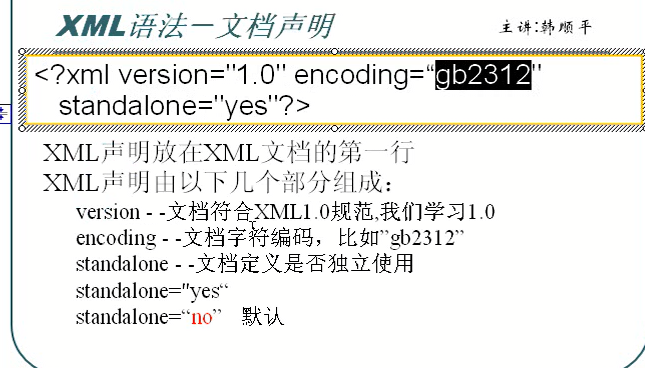 XML语法－文档声明
主讲:韩顺平
<?xml version="1.0" encoding=“gb2312"
standalone="yes"?>
XML声明放在XML文档的第一行
XML声明由以下几个部分组成：
version - -文档符合XML1.0规范,我们学习1.0
encoding - -文档字符编码，比如”gb2312”
standalone - -文档定义是否独立使用
standalone="yes“
standalone=“no” 默认